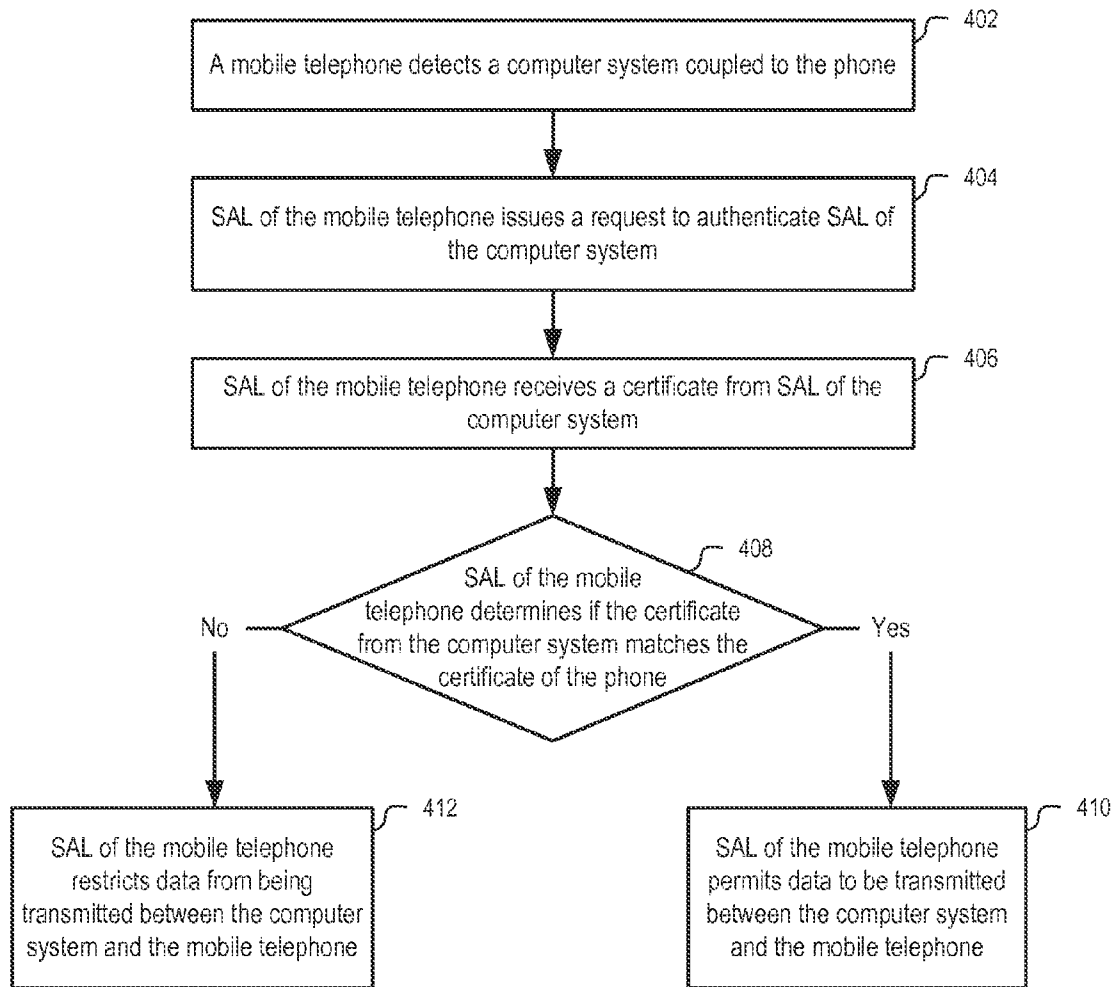 402
A mobile telephone detects a computer system coupled to the phone
404
SAL of the mobile telephone issues a request to authenticate SAL of
the computer system
406
SAL of the mobile telephone receives a certificate from SAL of the
computer system
408
SAL of the mobile
telephone determines if the certificate
from the computer system matches the
certificate of the phone
No
Yes
412
SAL of the mobile telephone
restricts data from being
transmitted between the computer
system and the mobile telephone
410
SAL of the mobile telephone
permits data to be transmitted
between the computer system
and the mobile telephone